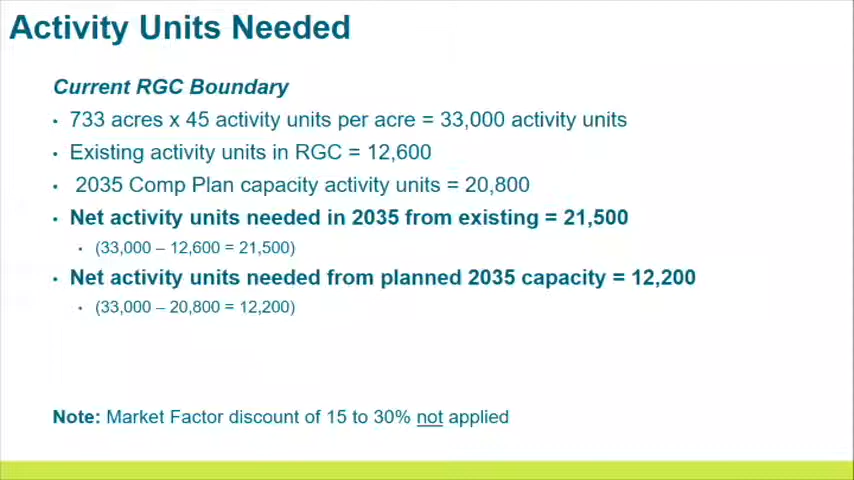 Activity Units Needed
Current RGC Boundary
• 733 acres x 45 activity units per acre = 33,000 activity units
• Existing activity units in RGC = 12,600
• 2035 Comp Plan capacity activity units = 20,800
• Net activity units needed in 2035 from existing = 21,500
• (33,000 – 12,600 = 21,500)
• Net activity units needed from planned 2035 capacity = 12,200
• (33,000 – 20,800 = 12,200)
Note: Market Factor discount of 15 to 30% not applied